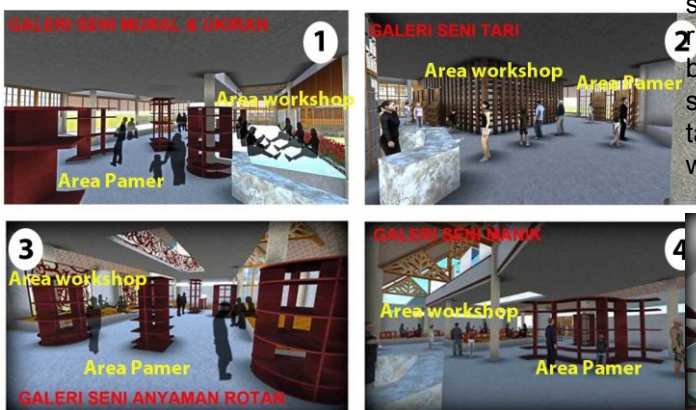 GALERI SENI MURAL & UKIRAN
1
Area workshop
Area Pamer
GALERI SENI TARI
2
Area workshop
Area Pamer
3
Area workshop
Area Pamer
GALERI SENI ANYAMAN ROTAN
GALERI SENI MANIK
4
Area workshop
Area Pamer